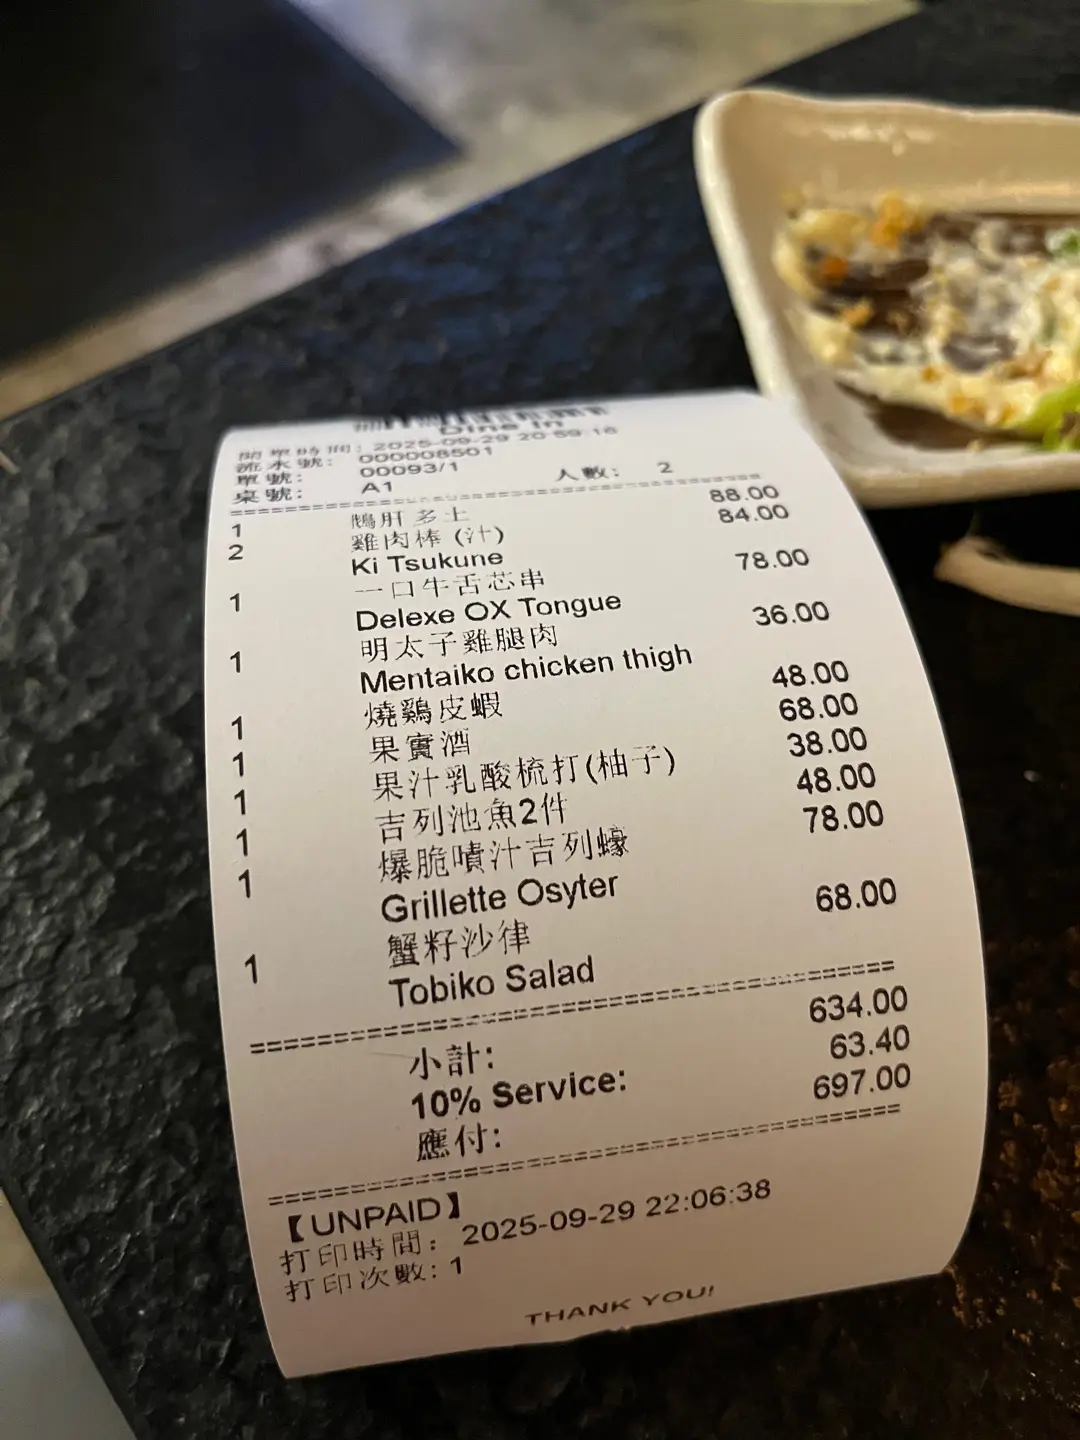 Dine In
開單時間: 2025-09-29 20:59:16
流水號: 000008501
單號: 00093/1
桌號: A1 人數: 2
1 鵝肝多士 88.00
2 雞肉棒 (汁) 84.00
Ki Tsukune
1 一口牛舌芯串 78.00
Delexe OX Tongue
1 明太子雞腿肉 36.00
Mentaiko chicken thigh
1 燒鷄皮蝦 48.00
1 果實酒 68.00
1 果汁乳酸梳打(柚子) 38.00
1 吉列池魚2件 48.00
1 爆脆噴汁吉列蠔 78.00
Grillette Osyter
1 蟹籽沙律 68.00
Tobiko Salad
小計: 634.00
10% Service: 63.40
應付: 697.00
【UNPAID】
打印時間: 2025-09-29 22:06:38
打印次數: 1
THANK YOU!